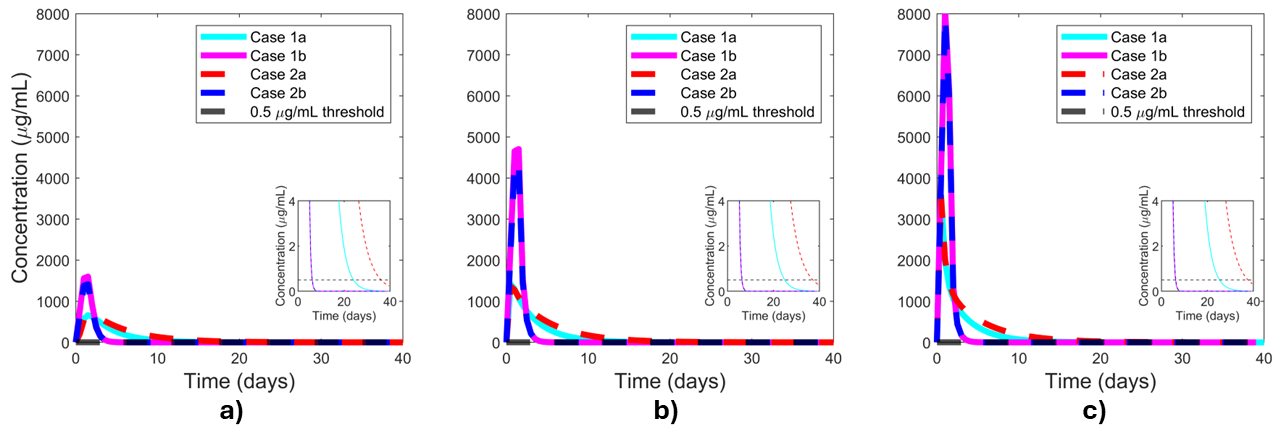 8000
7000
6000
5000
4000
3000
2000
1000
0
Concentration (μg/mL)
0 10 20 30 40
Time (days)
Case 1a
Case 1b
Case 2a
Case 2b
0.5 μg/mL threshold
4
2
0
Concentration (μg/mL)
0 20 40
Time (days)
a)
8000
7000
6000
5000
4000
3000
2000
1000
0
0 10 20 30 40
Time (days)
Case 1a
Case 1b
Case 2a
Case 2b
0.5 μg/mL threshold
4
2
0
Concentration (μg/mL)
0 20 40
Time (days)
b)
8000
7000
6000
5000
4000
3000
2000
1000
0
0 10 20 30 40
Time (days)
Case 1a
Case 1b
Case 2a
Case 2b
0.5 μg/mL threshold
4
2
0
Concentration (μg/mL)
0 20 40
Time (days)
c)